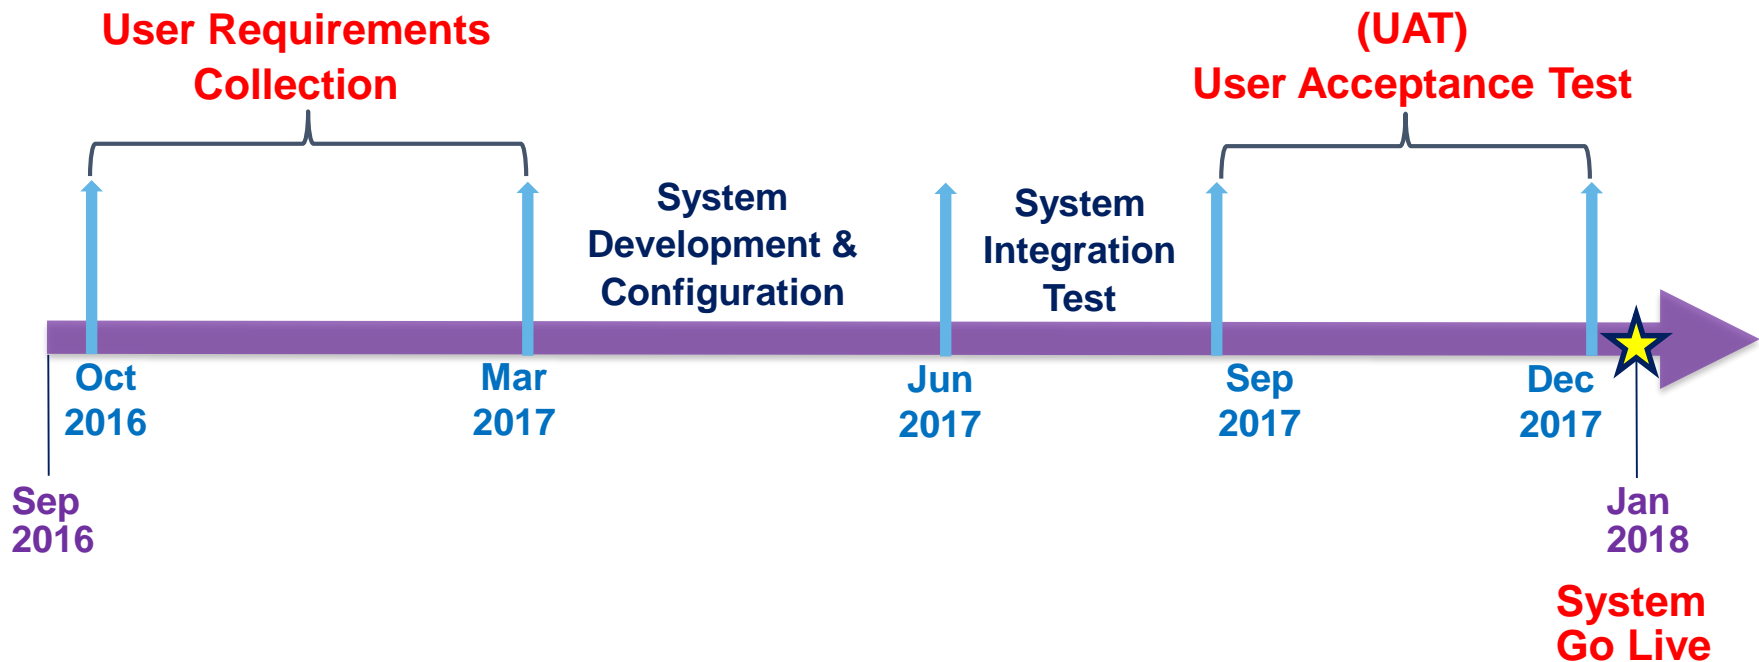 User Requirements
Collection
(UAT)
User Acceptance Test
System
Development &
Configuration
System
Integration
Test
Oct
2016
Mar
2017
Jun
2017
Sep
2017
Dec
2017
Sep
2016
Jan
2018
System
Go Live